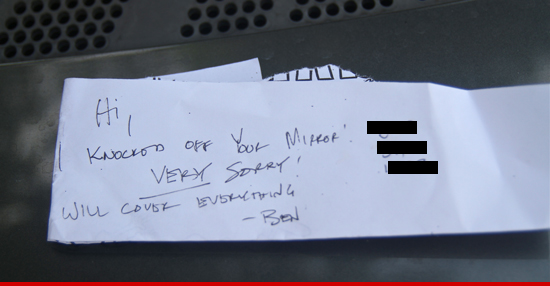 Hi,
I KNOCKED OFF YOUR MIRROR!
VERY SORRY!
WILL COVER EVERYTHING
-BEN